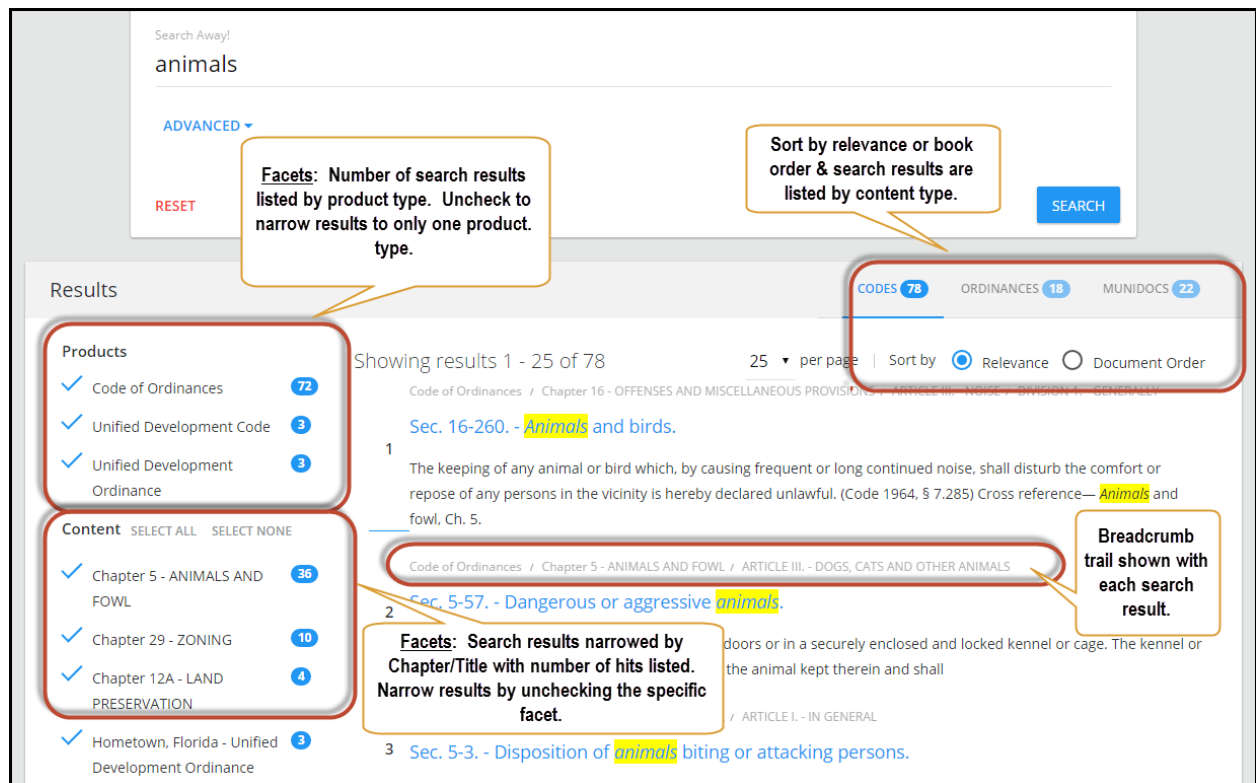 Search Away!
animals
ADVANCED
Facets: Number of search results
listed by product type. Uncheck to
narrow results to only one product.
type.
Sort by relevance or book
order & search results are
listed by content type.
RESET
SEARCH
Results
CODES 78 ORDINANCES 18 MUNIDOCS 22
Products
Code of Ordinances 72
Unified Development Code 3
Unified Development 3
Ordinance
Content SELECT ALL SELECT NONE
Chapter 5 - ANIMALS AND 36
FOWL
Chapter 29 - ZONING 10
Chapter 12A - LAND 4
PRESERVATION
Hometown, Florida - Unified 3
Development Ordinance
Showing results 1 - 25 of 78 25 per page | Sort by Relevance Document Order
Code of Ordinances / Chapter 16 - OFFENSES AND MISCELLANEOUS PROVISIONS / ARTICLE III. - NOISE / DIVISION 1. - GENERALLY
1
Sec. 16-260. - Animals and birds.
The keeping of any animal or bird which, by causing frequent or long continued noise, shall disturb the comfort or
repose of any persons in the vicinity is hereby declared unlawful. (Code 1964, § 7.285) Cross reference— Animals and
fowl, Ch. 5.
Breadcrumb
trail shown with
each search
result.
Code of Ordinances / Chapter 5 - ANIMALS AND FOWL / ARTICLE III. - DOGS, CATS AND OTHER ANIMALS
2
Sec. 5-57. - Dangerous or aggressive animals.
doors or in a securely enclosed and locked kennel or cage. The kennel or
the animal kept therein and shall
Facets: Search results narrowed by
Chapter/Title with number of hits listed.
Narrow results by unchecking the specific
facet.
/ ARTICLE I. - IN GENERAL
3 Sec. 5-3. - Disposition of animals biting or attacking persons.